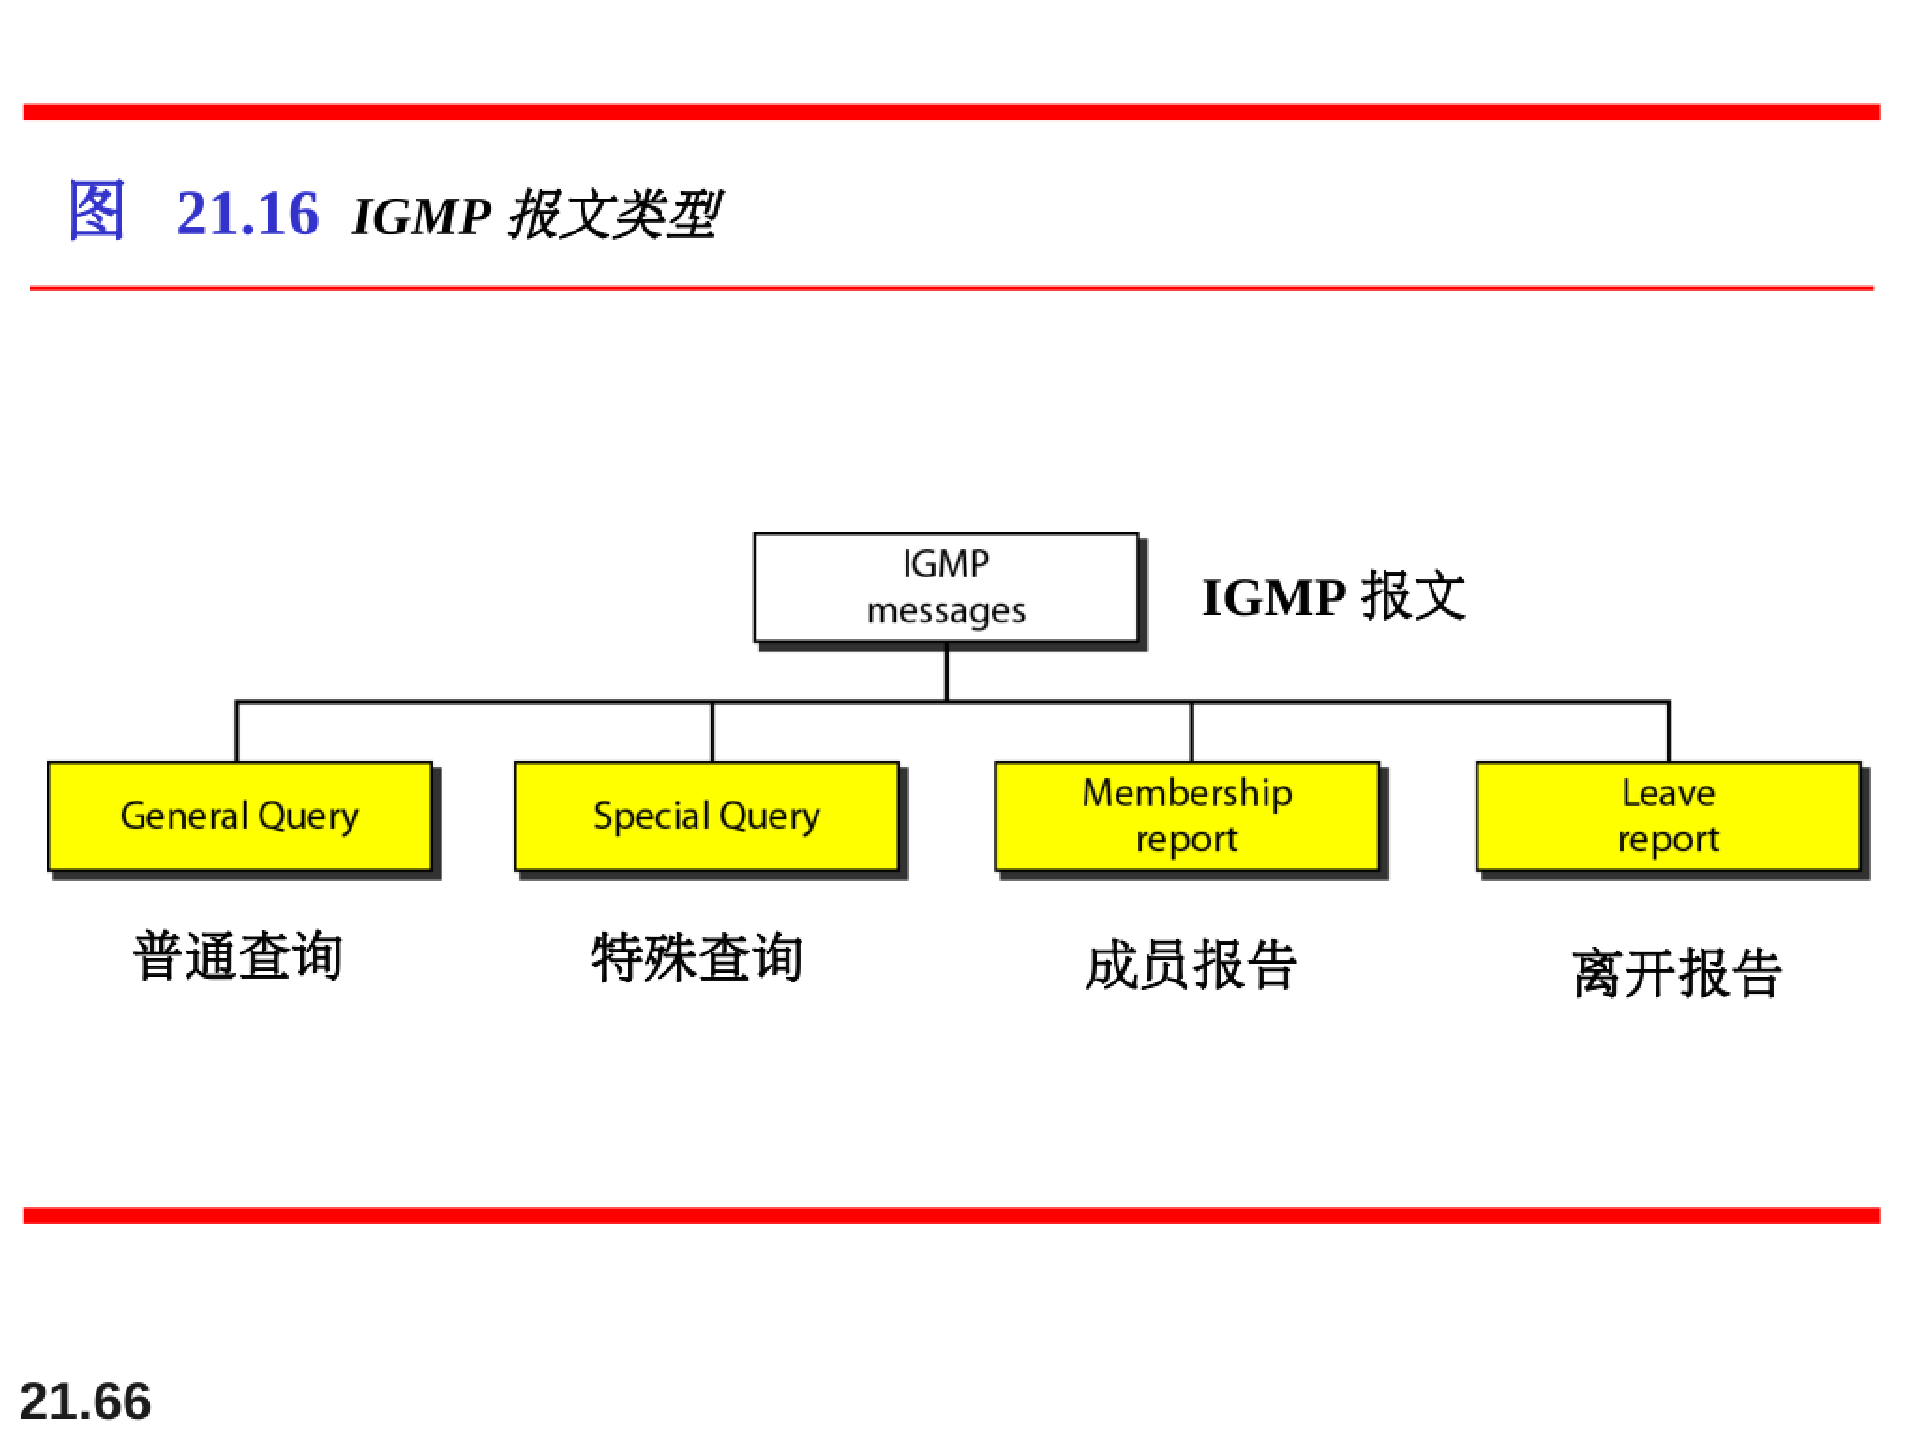 图 21.16 IGMP 报文类型
IGMP
messages
IGMP 报文
General Query
Special Query
Membership
report
Leave
report
普通查询
特殊查询
成员报告
离开报告
21.66